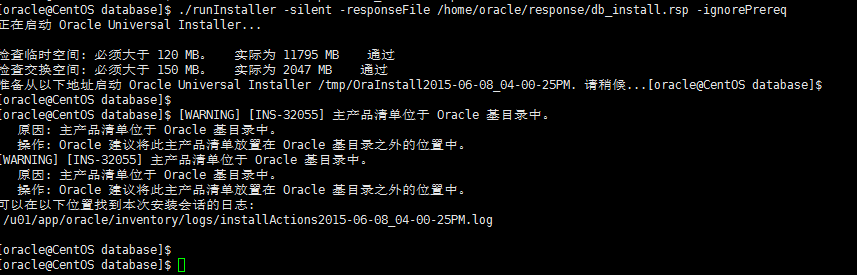 [oracle@CentOS database]$ ./runInstaller -silent -responseFile /home/oracle/response/db_install.rsp -ignorePrereq
正在启动 Oracle Universal Installer...
检查临时空间: 必须大于 120 MB。 实际为 11795 MB 通过
检查交换空间: 必须大于 150 MB。 实际为 2047 MB 通过
准备从以下地址启动 Oracle Universal Installer /tmp/OraInstall2015-06-08_04-00-25PM. 请稍候...[oracle@CentOS database]$
[oracle@CentOS database]$
[oracle@CentOS database]$ [WARNING] [INS-32055] 主产品清单位于 Oracle 基目录中。
原因: 主产品清单位于 Oracle 基目录中。
操作: Oracle 建议将此主产品清单放置在 Oracle 基目录之外的位置中。
[WARNING] [INS-32055] 主产品清单位于 Oracle 基目录中。
原因: 主产品清单位于 Oracle 基目录中。
操作: Oracle 建议将此主产品清单放置在 Oracle 基目录之外的位置中。
可以在以下位置找到本次安装会话的日志:
/u01/app/oracle/inventory/logs/installActions2015-06-08_04-00-25PM.log
[oracle@CentOS database]$
[oracle@CentOS database]$